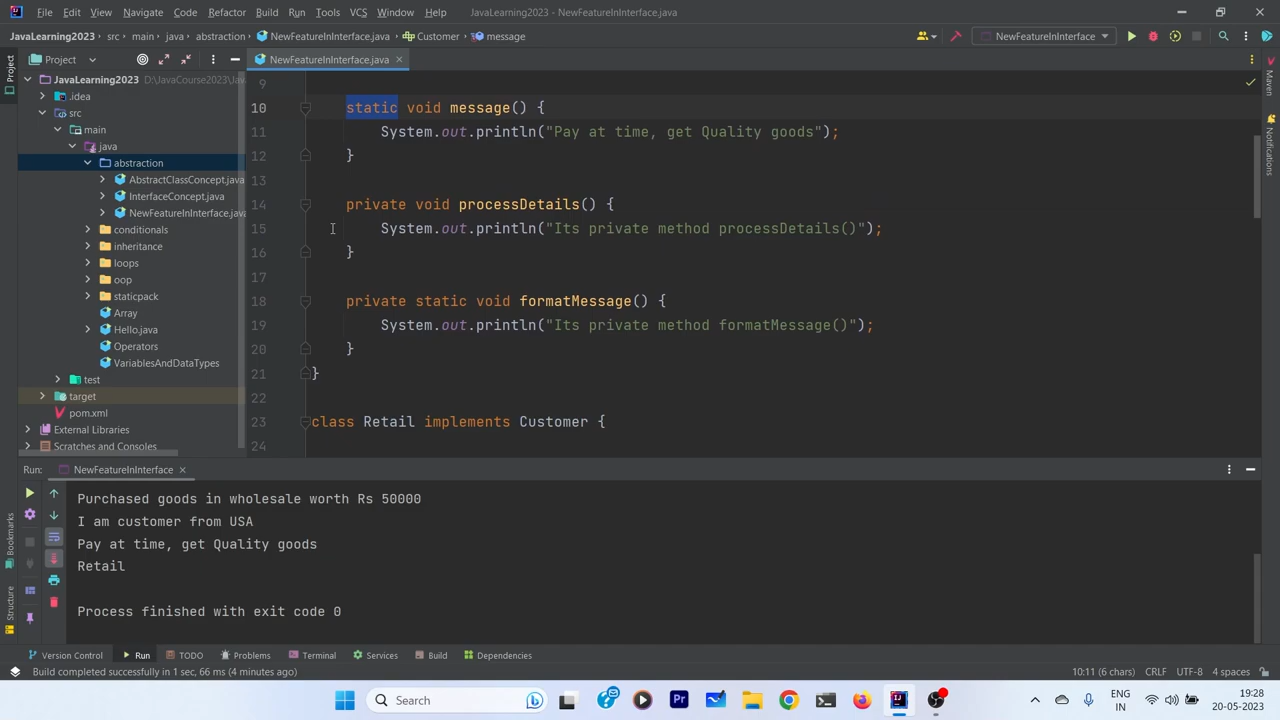 File Edit View Navigate Code Refactor Build Run Tools VCS Window Help JavaLearning2023 - NewFeatureInInterface.java
JavaLearning2023 src main java abstraction NewFeatureInInterface.java Customer message NewFeatureInInterface
Project NewFeatureInInterface.java
JavaLearning2023 D:\JavaCourse2023\Jav
.idea
src
main
java
abstraction
AbstractClassConcept.java
InterfaceConcept.java
NewFeatureInInterface.java
conditionals
inheritance
loops
oop
staticpack
Array
Hello.java
Operators
VariablesAndDataTypes
test
target
pom.xml
External Libraries
Scratches and Consoles
Project
Bookmarks
Structure
9
10 static void message() {
11 System.out.println("Pay at time, get Quality goods");
12 }
13
14 private void processDetails() {
15 System.out.println("Its private method processDetails()");
16 }
17
18 private static void formatMessage() {
19 System.out.println("Its private method formatMessage()");
20 }
21 }
22
23 class Retail implements Customer {
24
Maven
Notifications
Run: NewFeatureInInterface
Purchased goods in wholesale worth Rs 50000
I am customer from USA
Pay at time, get Quality goods
Retail
Process finished with exit code 0
Version Control Run TODO Problems Terminal Services Build Dependencies
Build completed successfully in 1 sec, 66 ms (4 minutes ago) 10:11 (6 chars) CRLF UTF-8 4 spaces
Search Pr ENG IN 19:28 20-05-2023